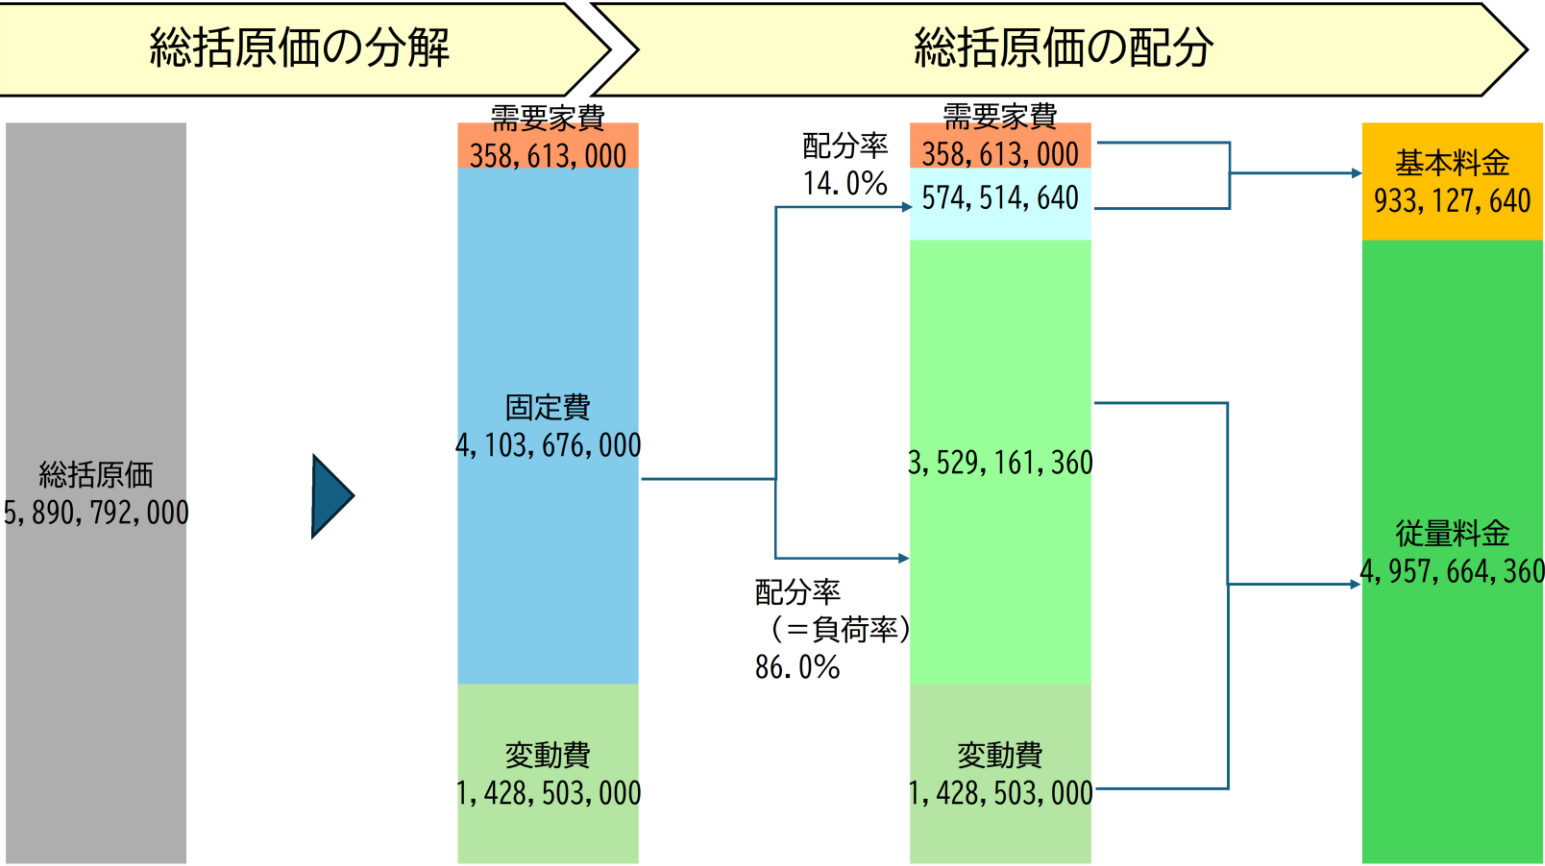 総括原価の分解
総括原価の配分
総括原価
5,890,792,000
需要家費
358,613,000
固定費
4,103,676,000
変動費
1,428,503,000
配分率
14.0%
配分率
（＝負荷率）
86.0%
需要家費
358,613,000
574,514,640
3,529,161,360
変動費
1,428,503,000
基本料金
933,127,640
従量料金
4,957,664,360